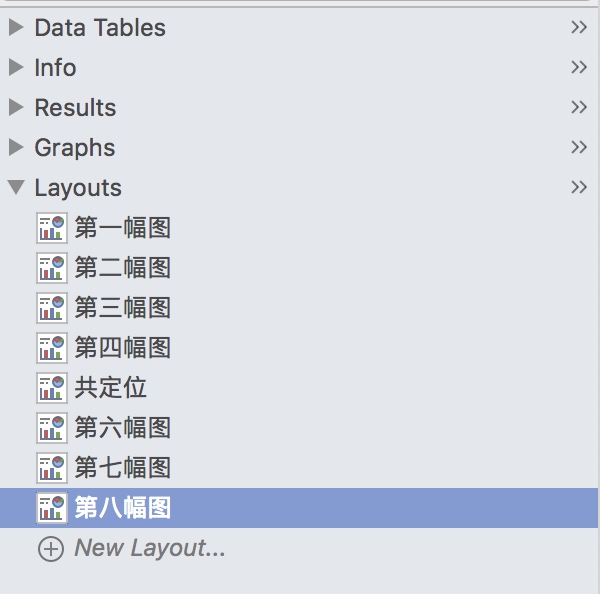 Data Tables
Info
Results
Graphs
Layouts
第一幅图
第二幅图
第三幅图
第四幅图
共定位
第六幅图
第七幅图
第八幅图
New Layout...